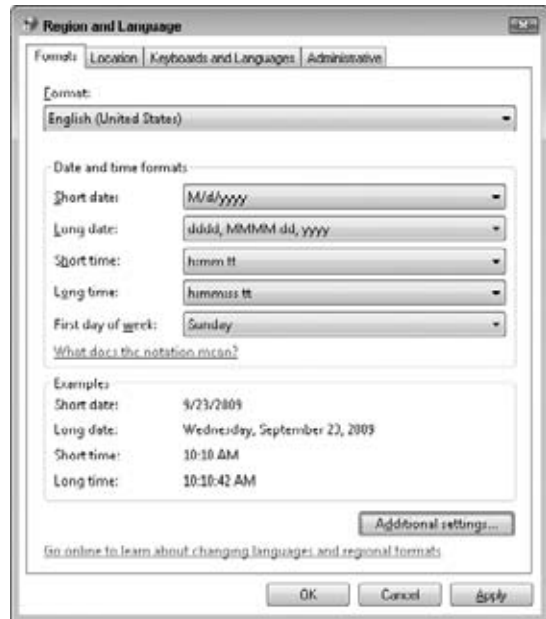 Region and Language
Formats Location Keyboards and Languages Administrative
Format:
English (United States)
Date and time formats
Short date: M/d/yyyy
Long date: dddd, MMMM dd, yyyy
Short time: h:mm tt
Long time: h:mm:ss tt
First day of week: Sunday
What does the notation mean?
Examples
Short date: 9/23/2009
Long date: Wednesday, September 23, 2009
Short time: 10:10 AM
Long time: 10:10:42 AM
Additional settings...
Go online to learn about changing languages and regional formats
OK Cancel Apply